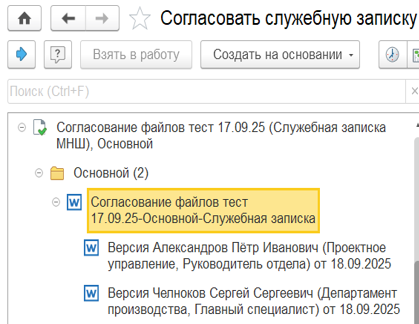 Согласовать служебную записку
Взять в работу
Создать на основании
Поиск (Ctrl+F)
Согласование файлов тест 17.09.25 (Служебная записка
МНШ), Основной
Основной (2)
Согласование файлов тест
17.09.25-Основной-Служебная записка
Версия Александров Пётр Иванович (Проектное
управление, Руководитель отдела) от 18.09.2025
Версия Челноков Сергей Сергеевич (Департамент
производства, Главный специалист) от 18.09.2025